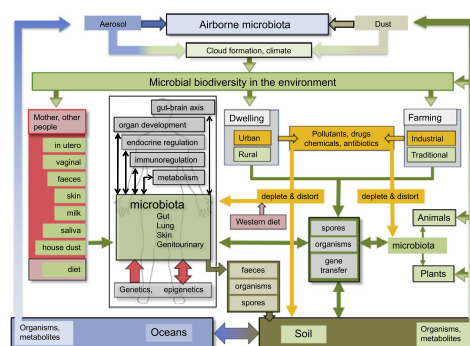 Aerosol
Airborne microbiota
Dust
Cloud formation, climate
Microbial biodiversity in the environment
Mother, other
people
in utero
vaginal
faeces
skin
milk
saliva
house dust
diet
gut-brain axis
organ development
endocrine regulation
immunoregulation
metabolism
microbiota
Gut
Lung
Skin
Genitourinary
Genetics, epigenetics
Dwelling
Urban
Rural
Pollutants, drugs
chemicals, antibiotics
Farming
Industrial
Traditional
deplete & distort
Western diet
deplete & distort
spores
organisms
gene
transfer
Animals
microbiota
Plants
faeces
organisms
spores
Organisms,
metabolites
Oceans
Soil
Organisms,
metabolites